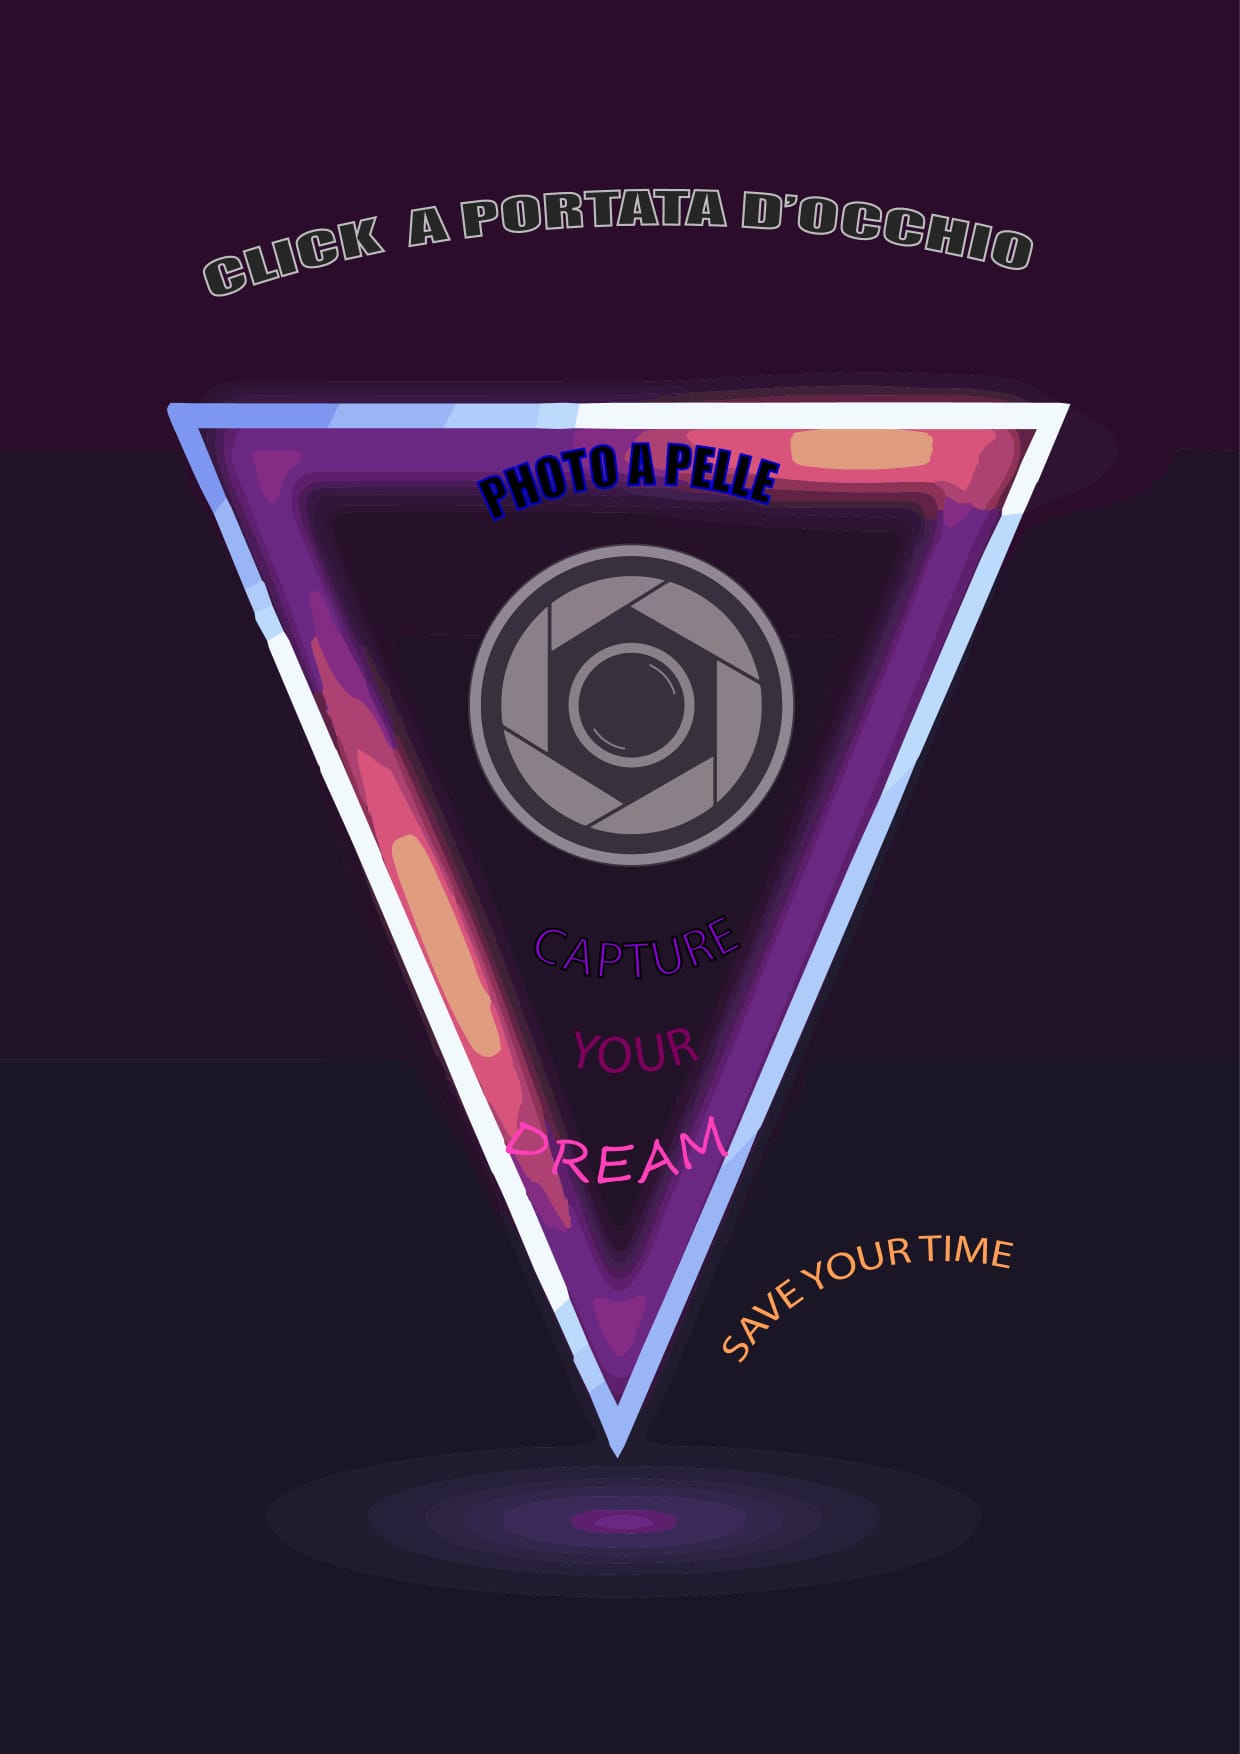 CLICK A PORTATA D'OCCHIO
PHOTO A PELLE
CAPTURE
YOUR
DREAM
SAVE YOUR TIME